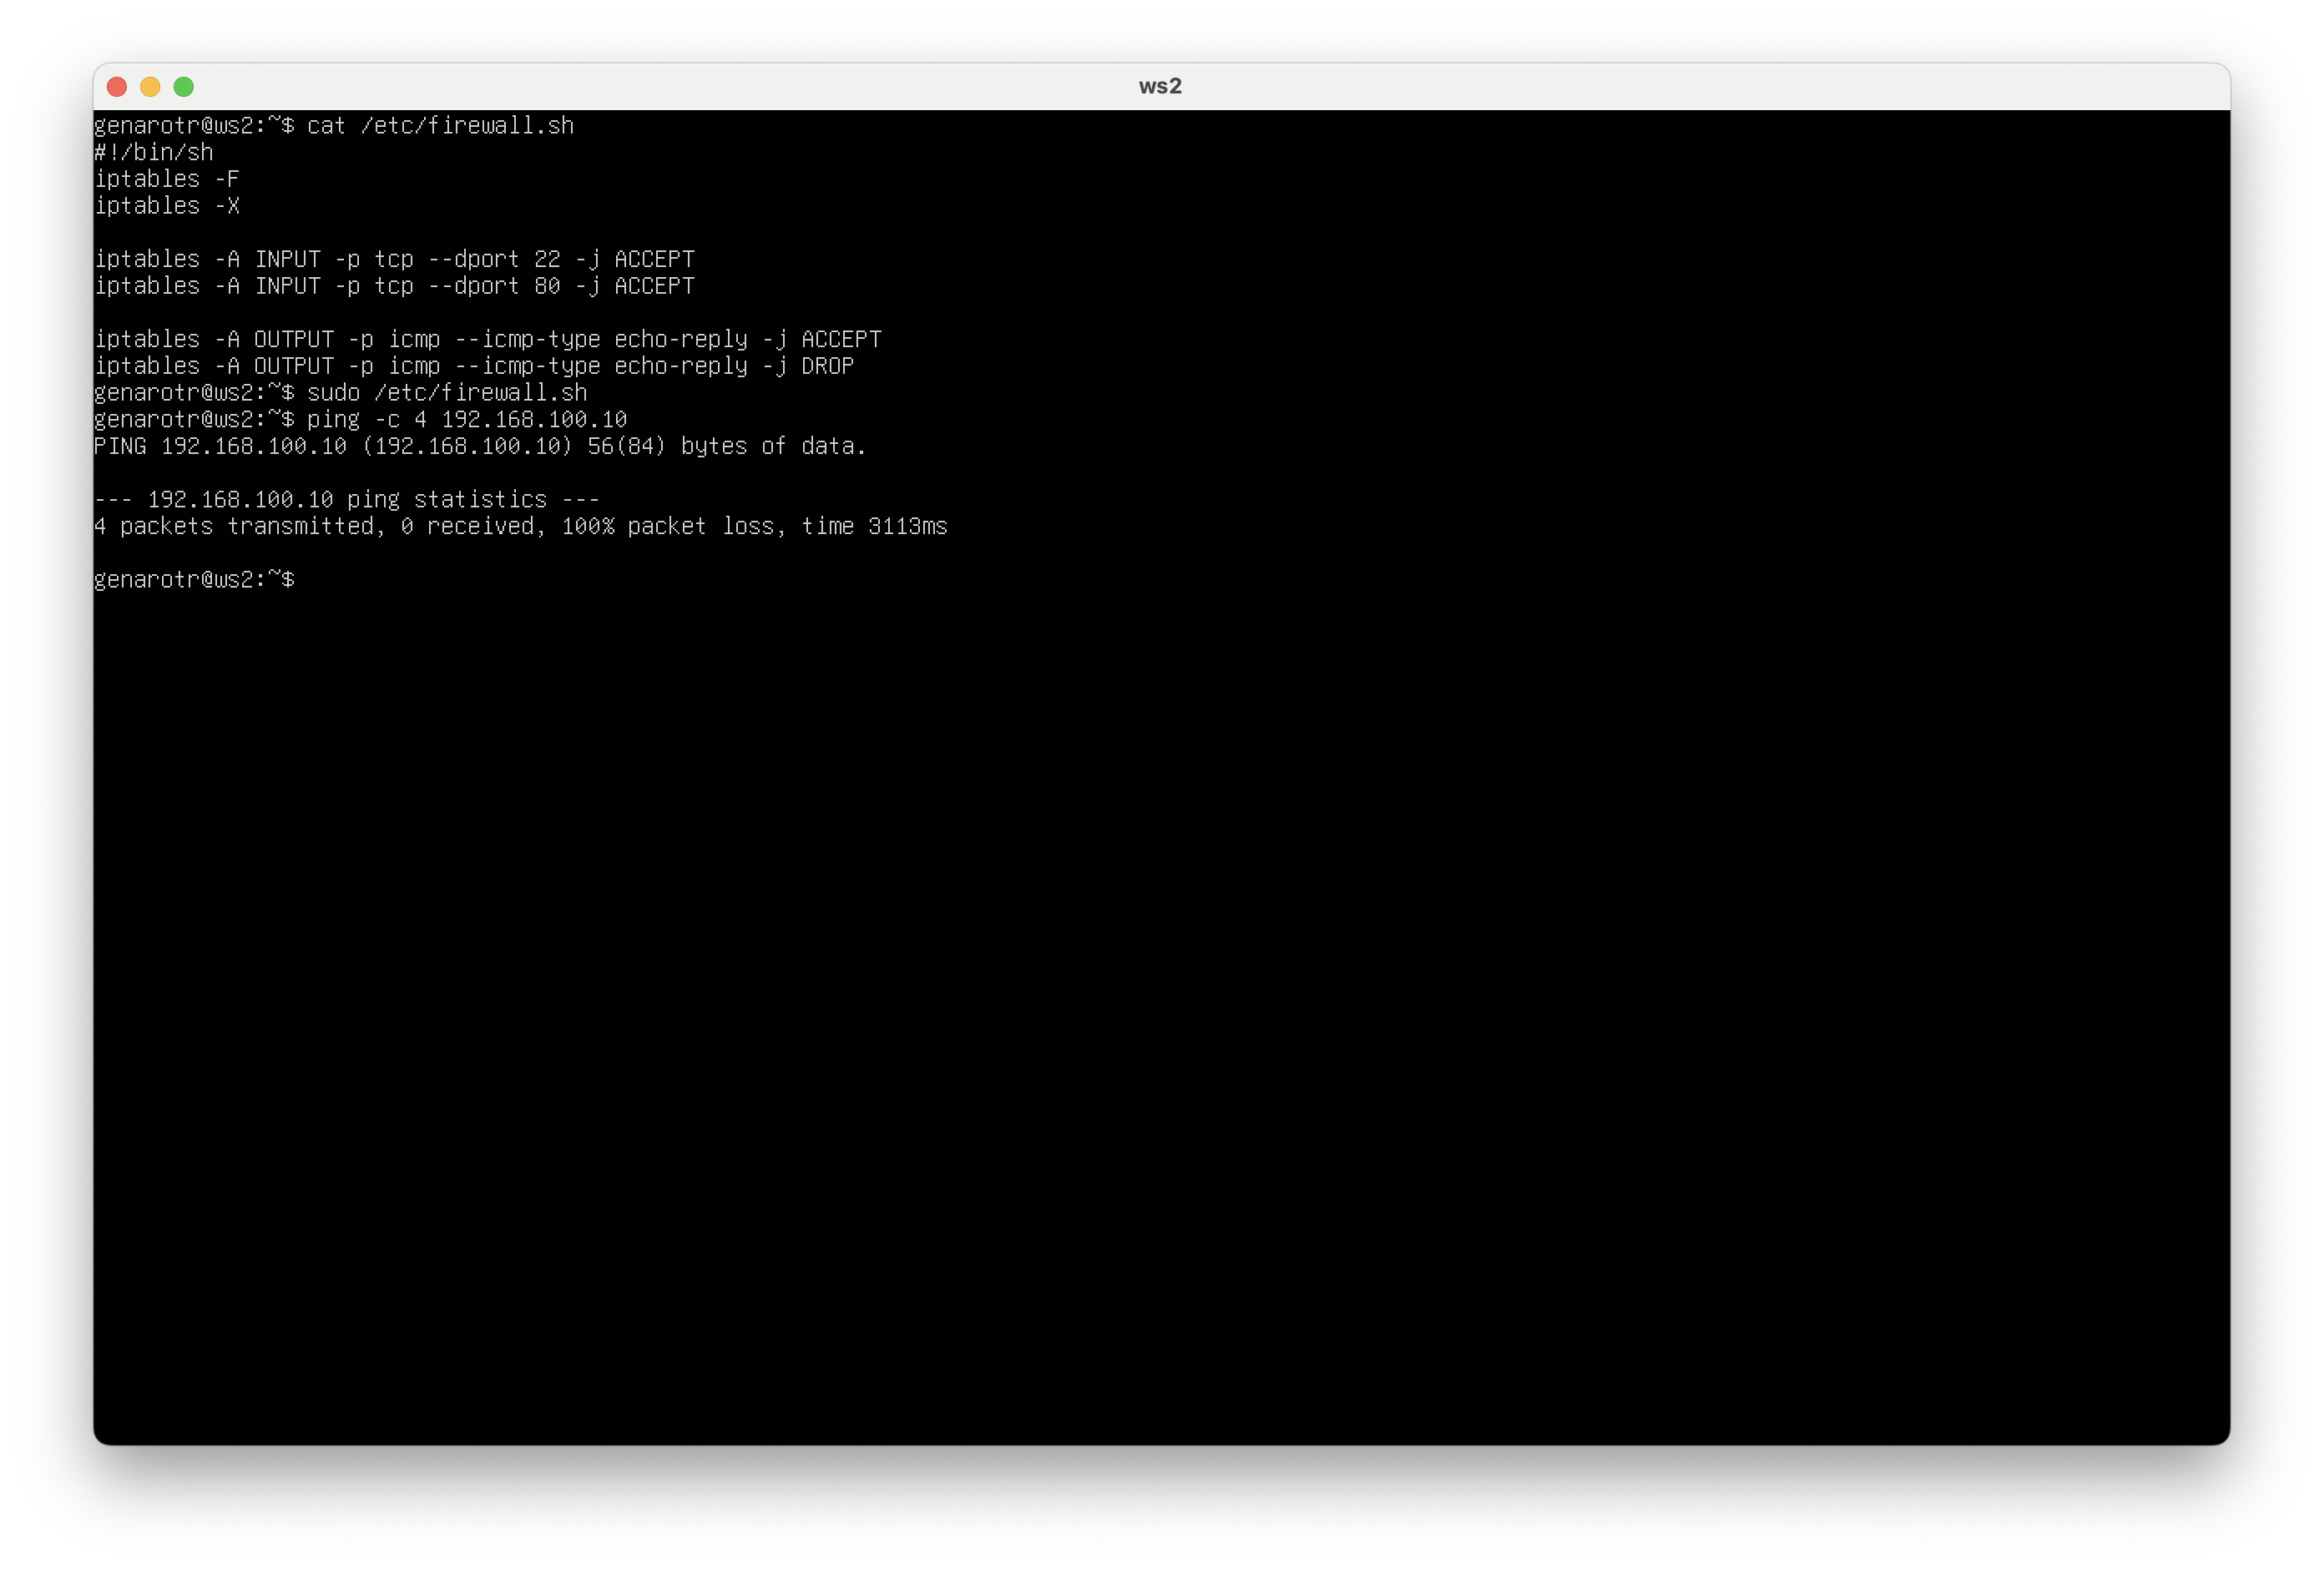 ws2
genarotr@ws2:~$ cat /etc/firewall.sh
#!/bin/sh
iptables -F
iptables -X
iptables -A INPUT -p tcp --dport 22 -j ACCEPT
iptables -A INPUT -p tcp --dport 80 -j ACCEPT
iptables -A OUTPUT -p icmp --icmp-type echo-reply -j ACCEPT
iptables -A OUTPUT -p icmp --icmp-type echo-reply -j DROP
genarotr@ws2:~$ sudo /etc/firewall.sh
genarotr@ws2:~$ ping -c 4 192.168.100.10
PING 192.168.100.10 (192.168.100.10) 56(84) bytes of data.
--- 192.168.100.10 ping statistics ---
4 packets transmitted, 0 received, 100% packet loss, time 3113ms
genarotr@ws2:~$